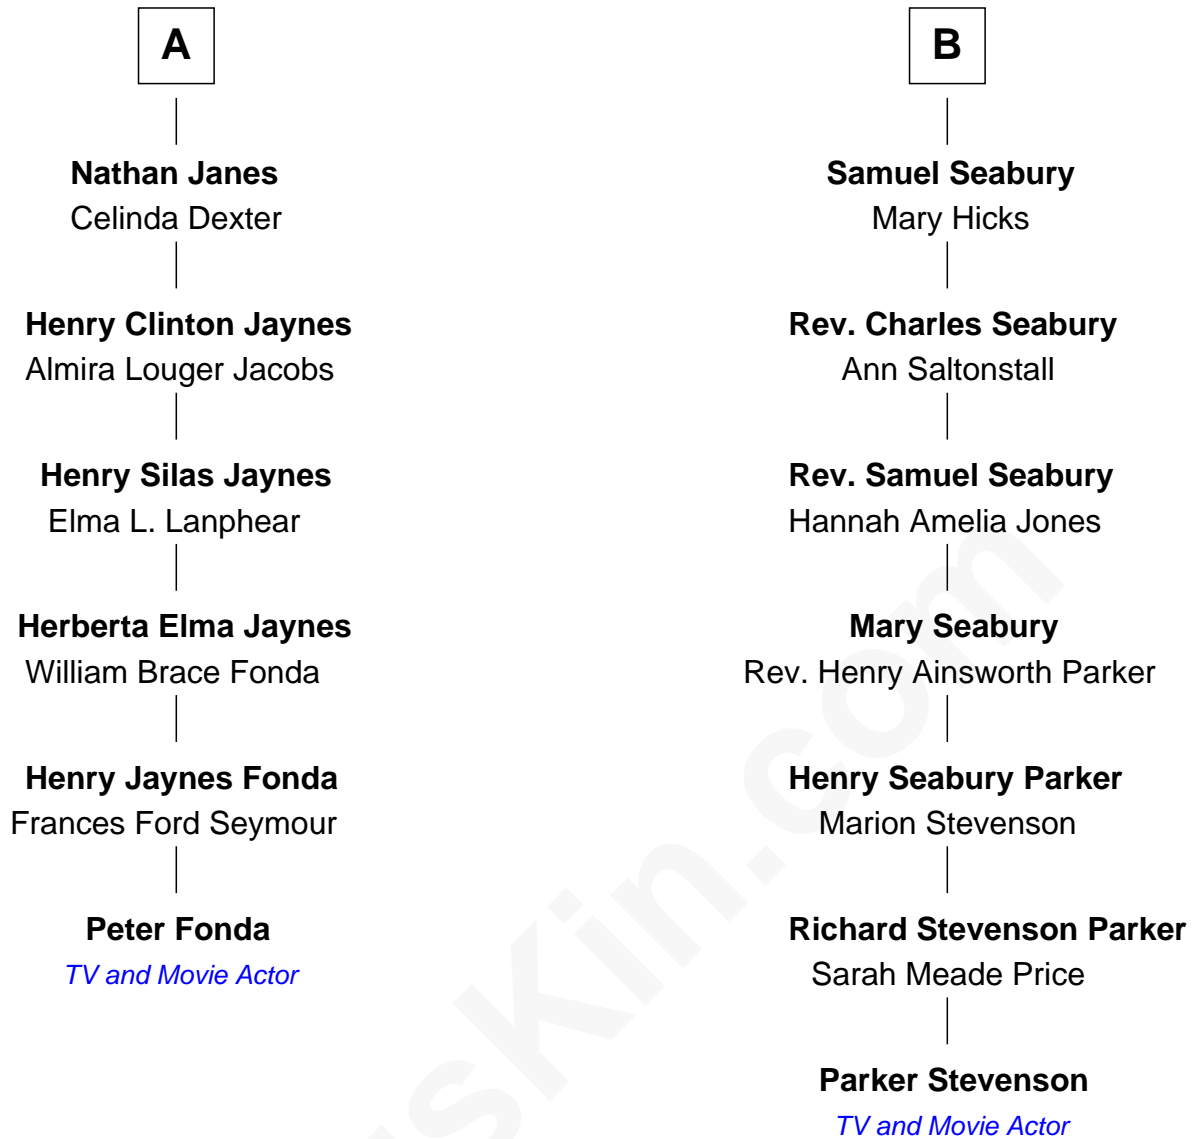 A
Nathan Janes
Celinda Dexter
Henry Clinton Jaynes
Almira Louger Jacobs
Henry Silas Jaynes
Elma L. Lanphear
Herberta Elma Jaynes
William Brace Fonda
Henry Jaynes Fonda
Frances Ford Seymour
Peter Fonda
TV and Movie Actor
B
Samuel Seabury
Mary Hicks
Rev. Charles Seabury
Ann Saltonstall
Rev. Samuel Seabury
Hannah Amelia Jones
Mary Seabury
Rev. Henry Ainsworth Parker
Henry Seabury Parker
Marion Stevenson
Richard Stevenson Parker
Sarah Meade Price
Parker Stevenson
TV and Movie Actor
sKin.com